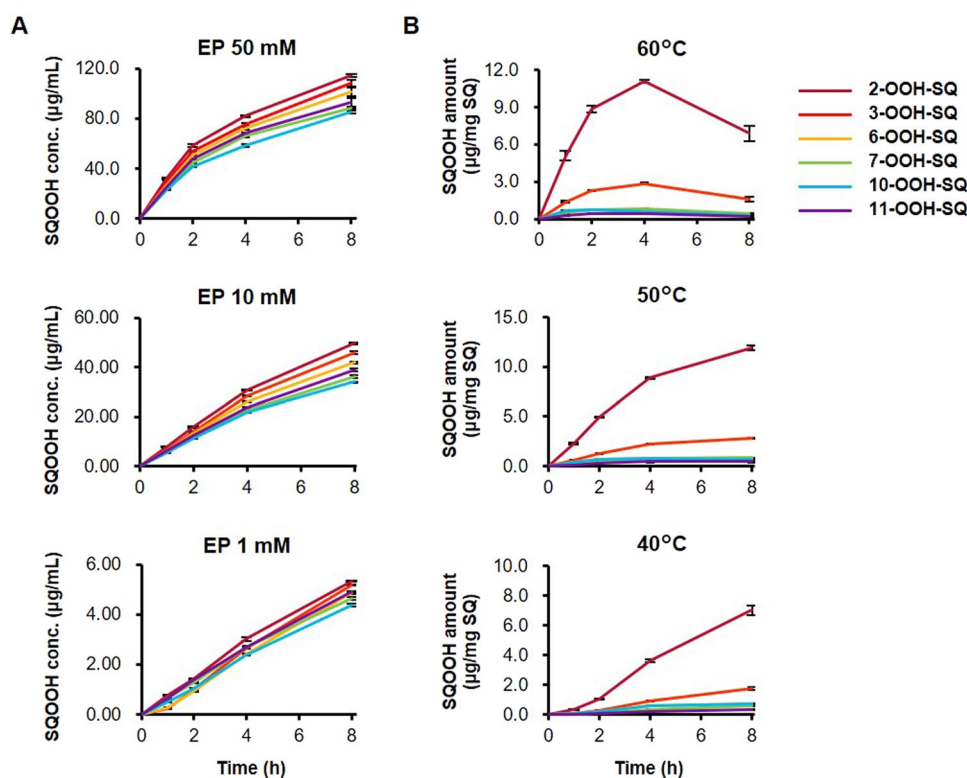 A
EP 50 mM
SQOOH conc. (µg/mL)
120.0
80.0
40.0
0.0
0 2 4 6 8
EP 10 mM
SQOOH conc. (µg/mL)
60.00
40.00
20.00
0.00
0 2 4 6 8
EP 1 mM
SQOOH conc. (µg/mL)
6.00
4.00
2.00
0.00
0 2 4 6 8
Time (h)
B
60°C
SQOOH amount
(µg/mg SQ)
12.0
9.0
6.0
3.0
0.0
0 2 4 6 8
50°C
SQOOH amount
(µg/mg SQ)
15.0
10.0
5.0
0.0
0 2 4 6 8
40°C
SQOOH amount
(µg/mg SQ)
10.0
8.0
6.0
4.0
2.0
0.0
0 2 4 6 8
Time (h)
2-OOH-SQ
3-OOH-SQ
6-OOH-SQ
7-OOH-SQ
10-OOH-SQ
11-OOH-SQ